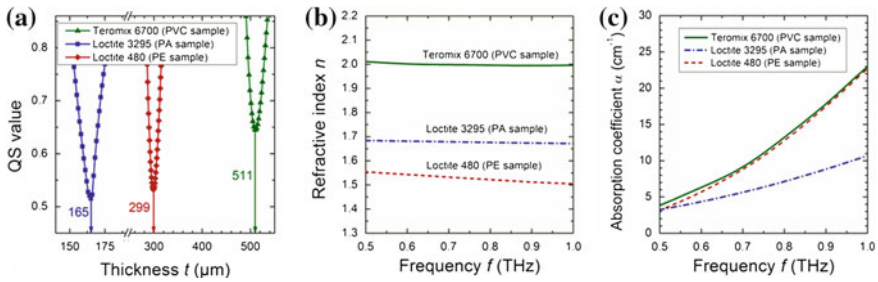 (a)
Teromix 6700 (PVC sample)
Loctite 3295 (PA sample)
Loctite 480 (PE sample)
QS value
0.8
0.7
0.6
0.5
165
299
511
150 175 300 400 500
Thickness t (µm)
(b)
Refractive index n
2.2
2.1
2.0
1.9
1.8
1.7
1.6
1.5
1.4
1.3
Teromix 6700 (PVC sample)
Loctite 3295 (PA sample)
Loctite 480 (PE sample)
0.5 0.6 0.7 0.8 0.9 1.0
Frequency f (THz)
(c)
Absorption coefficient α (cm⁻¹)
30
25
20
15
10
5
0
Teromix 6700 (PVC sample)
Loctite 3295 (PA sample)
Loctite 480 (PE sample)
0.5 0.6 0.7 0.8 0.9 1.0
Frequency f (THz)